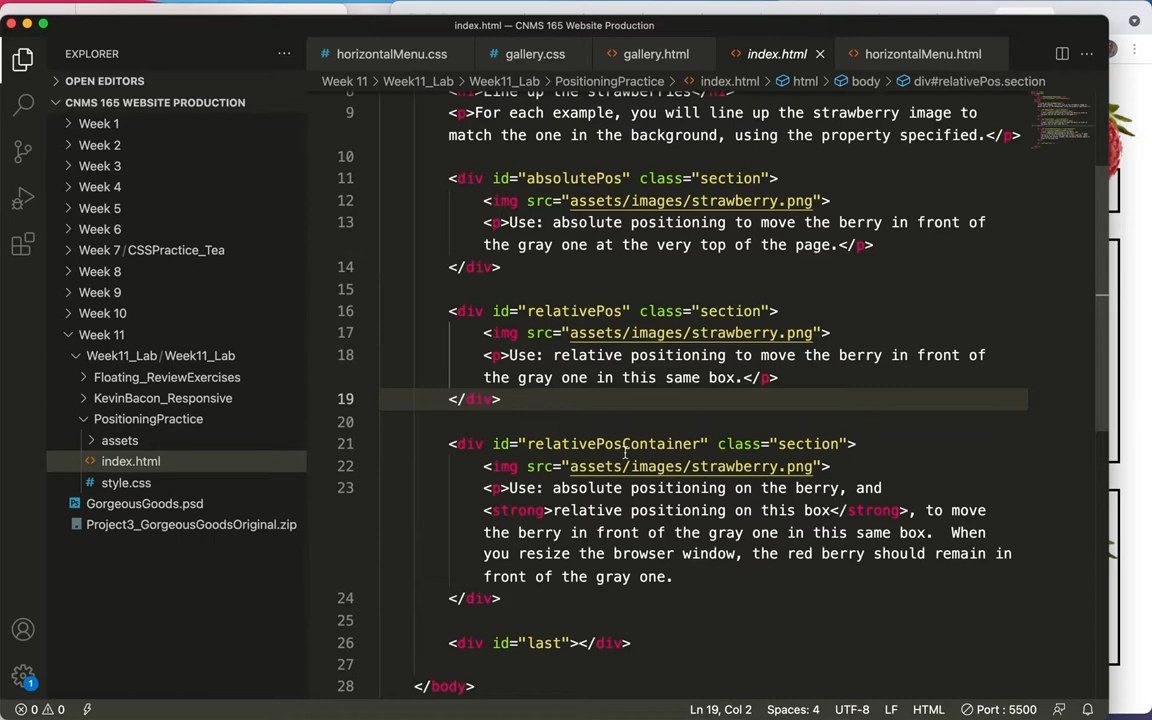 index.html — CNMS 165 Website Production
EXPLORER
OPEN EDITORS
CNMS 165 WEBSITE PRODUCTION
Week 1
Week 2
Week 3
Week 4
Week 5
Week 6
Week 7 / CSSPractice_Tea
Week 8
Week 9
Week 10
Week 11
Week11_Lab / Week11_Lab
Floating_ReviewExercises
KevinBacon_Responsive
PositioningPractice
assets
index.html
style.css
GorgeousGoods.psd
Project3_GorgeousGoodsOriginal.zip
1
horizontalMenu.css gallery.css gallery.html index.html horizontalMenu.html
Week 11 > Week11_Lab > Week11_Lab > PositioningPractice > index.html > html > body > div#relativePos.section
8 <h1>Line up the strawberries</h1>
9 <p>For each example, you will line up the strawberry image to
match the one in the background, using the property specified.</p>
10
11 <div id="absolutePos" class="section">
12 <img src="assets/images/strawberry.png">
13 <p>Use: absolute positioning to move the berry in front of
the gray one at the very top of the page.</p>
14 </div>
15
16 <div id="relativePos" class="section">
17 <img src="assets/images/strawberry.png">
18 <p>Use: relative positioning to move the berry in front of
the gray one in this same box.</p>
19 </div>
20
21 <div id="relativePosContainer" class="section">
22 <img src="assets/images/strawberry.png">
23 <p>Use: absolute positioning on the berry, and
<strong>relative positioning on this box</strong>, to move
the berry in front of the gray one in this same box.  When
you resize the browser window, the red berry should remain in
front of the gray one.
24 </div>
25
26 <div id="last"></div>
27
28 </body>
0 0 Ln 19, Col 2 Spaces: 4 UTF-8 LF HTML Port : 5500